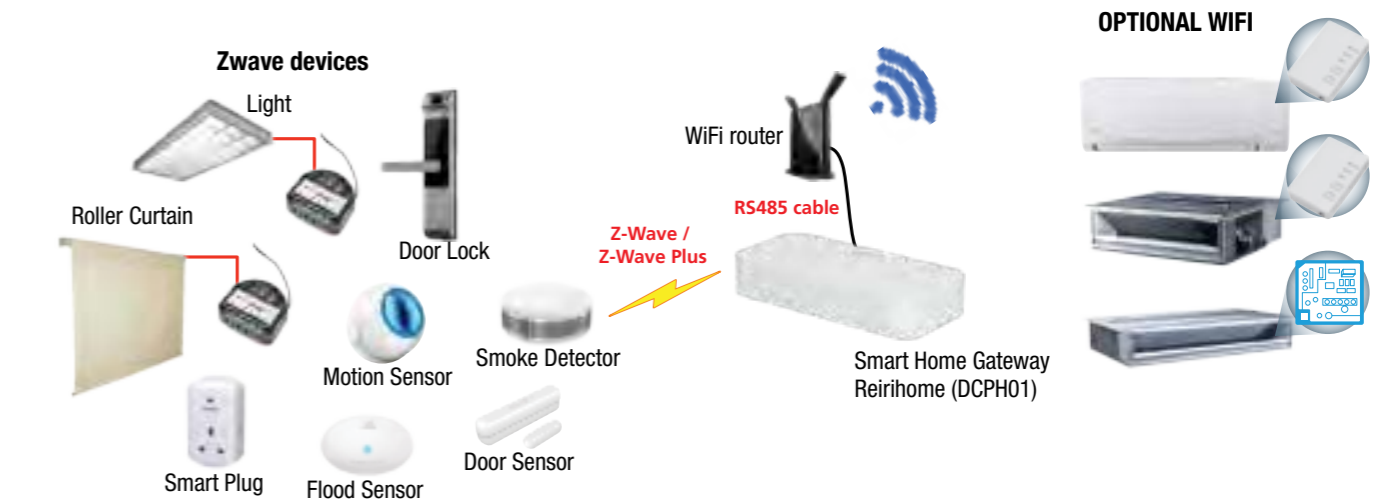 OPTIONAL WIFI
Zwave devices
Light
WiFi router
Roller Curtain
RS485 cable
Door Lock
Z-Wave /
Z-Wave Plus
Smoke Detector
Motion Sensor
Smart Home Gateway
Reirihome (DCPH01)
Door Sensor
Smart Plug
Flood Sensor